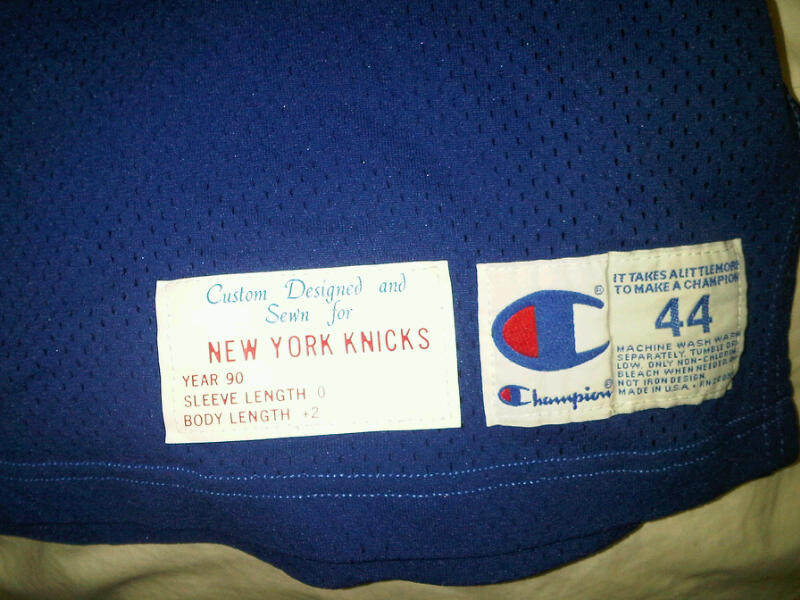 Custom Designed and
Sewn for
NEW YORK KNICKS
YEAR 90
SLEEVE LENGTH 0
BODY LENGTH +2
®
Champion
IT TAKES A LITTLE MORE
TO MAKE A CHAMPION
44
MACHINE WASH WARM
SEPARATELY. TUMBLE DRY
LOW. ONLY NON-CHLORINE
BLEACH WHEN NEEDED. DO
NOT IRON DESIGN.
MADE IN U.S.A. • RN